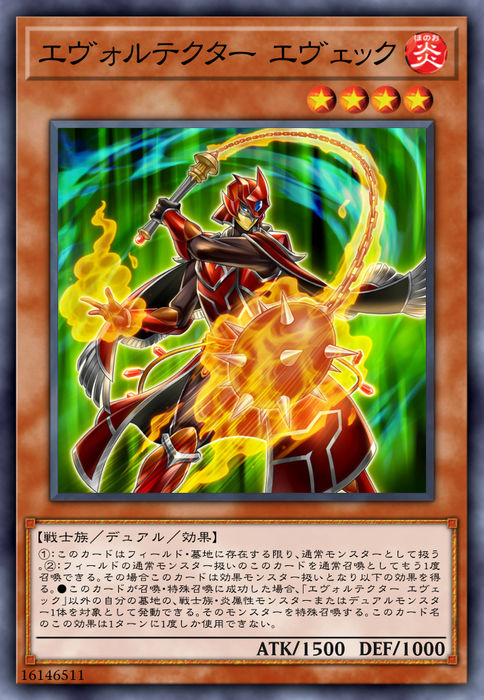 エヴォルテクター エヴェック
ほのお
炎
【戦士族／デュアル／効果】
①:このカードはフィールド・墓地に存在する限り、通常モンスターとして扱う
。②:フィールドの通常モンスター扱いのこのカードを通常召喚としてもう1度
召喚できる。その場合このカードは効果モンスター扱いとなり以下の効果を得
る。●このカードが召喚・特殊召喚に成功した場合、「エヴォルテクター エヴェ
ック」以外の自分の墓地の、戦士族・炎属性モンスターまたはデュアルモンスタ
ー1体を対象として発動できる。そのモンスターを特殊召喚する。このカード名
のこの効果は1ターンに1度しか使用できない。
ATK/1500 DEF/1000
16146511